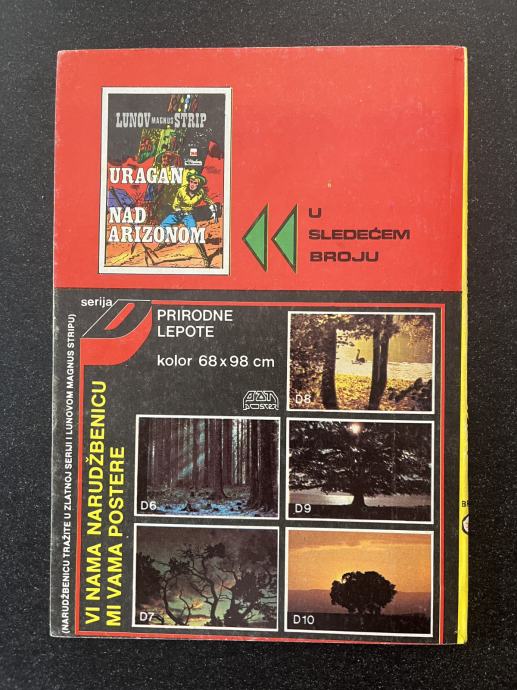 LUNOV MAGNUS STRIP
URAGAN
NAD
ARIZONOM
U
SLEDEĆEM
BROJU
serija D
PRIRODNE
LEPOTE
kolor 68 x 98 cm
D8
D6
D9
D7
D10
VI NAMA NARUDŽBENICU
MI VAMA POSTERE
(NARUDŽBENICU TRAŽITE U ZLATNOJ SERIJI I LUNOVOM MAGNUS STRIPU)